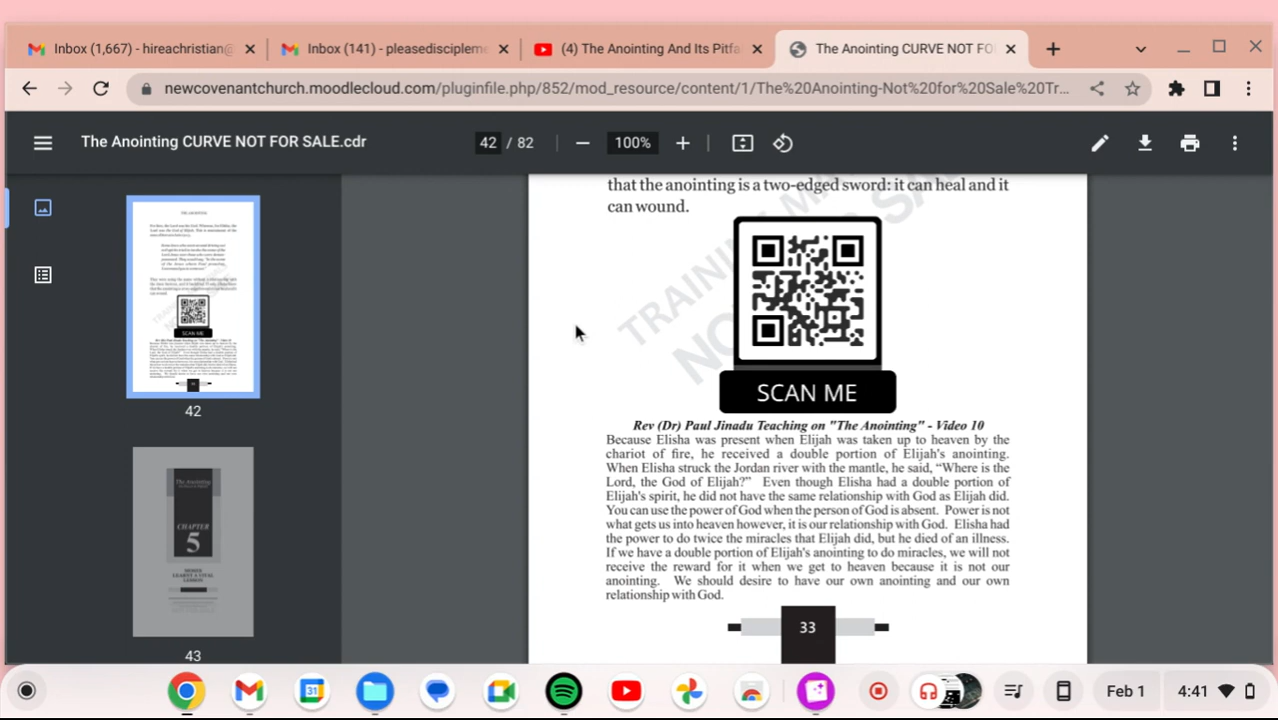 Inbox (1,667) - hireachristian@
Inbox (141) - pleasediscipleme
(4) The Anointing And Its Pitfa
The Anointing CURVE NOT FO
newcovenantchurch.moodlecloud.com/pluginfile.php/852/mod_resource/content/1/The%20Anointing-Not%20for%20Sale%20Tr...
The Anointing CURVE NOT FOR SALE.cdr
42 / 82
100%
THE ANOINTING
SCAN ME
42
The Anointing
CHAPTER
5
MOSES
LEARNT A VITAL
LESSON
43
that the anointing is a two-edged sword: it can heal and it
can wound.
SCAN ME
Rev (Dr) Paul Jinadu Teaching on "The Anointing" - Video 10
Because Elisha was present when Elijah was taken up to heaven by the
chariot of fire, he received a double portion of Elijah's anointing.
When Elisha struck the Jordan river with the mantle, he said, “Where is the
Lord, the God of Elijah?” Even though Elisha had a double portion of
Elijah's spirit, he did not have the same relationship with God as Elijah did.
You can use the power of God when the person of God is absent. Power is not
what gets us into heaven however, it is our relationship with God. Elisha had
the power to do twice the miracles that Elijah did, but he died of an illness.
If we have a double portion of Elijah's anointing to do miracles, we will not
receive the reward for it when we get to heaven because it is not our
anointing. We should desire to have our own anointing and our own
relationship with God.
33
31
Feb 1
4:41